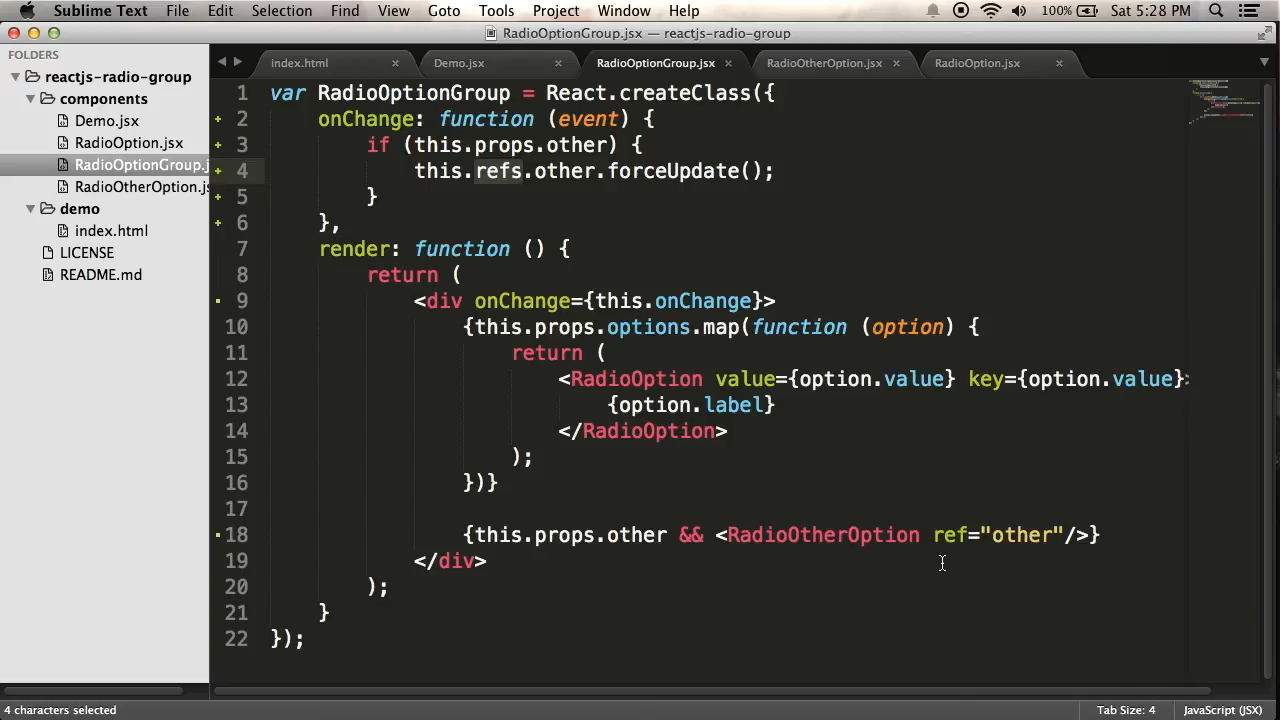 Sublime Text File Edit Selection Find View Goto Tools Project Window Help 100% Sat 5:28 PM
RadioOptionGroup.jsx — reactjs-radio-group
FOLDERS
reactjs-radio-group
components
Demo.jsx
RadioOption.jsx
RadioOptionGroup.j
RadioOtherOption.js
demo
index.html
LICENSE
README.md
index.html × Demo.jsx × RadioOptionGroup.jsx × RadioOtherOption.jsx × RadioOption.jsx ×
1 var RadioOptionGroup = React.createClass({
2 onChange: function (event) {
3 if (this.props.other) {
4 this.refs.other.forceUpdate();
5 }
6 },
7 render: function () {
8 return (
9 <div onChange={this.onChange}>
10 {this.props.options.map(function (option) {
11 return (
12 <RadioOption value={option.value} key={option.value}>
13 {option.label}
14 </RadioOption>
15 );
16 })}
17
18 {this.props.other && <RadioOtherOption ref="other"/>}
19 </div>
20 );
21 }
22 });
4 characters selected Tab Size: 4 JavaScript (JSX)